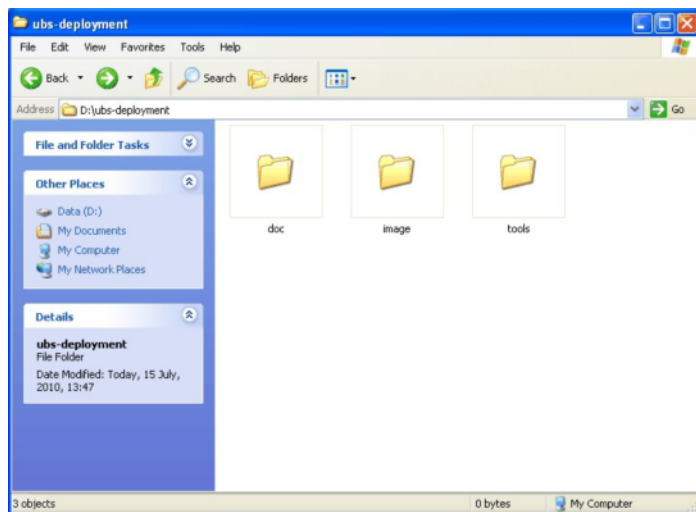 ubs-deployment
File Edit View Favorites Tools Help
Back Search Folders
Address D:\ubs-deployment Go
File and Folder Tasks
Other Places
Data (D:)
My Documents
My Computer
My Network Places
Details
ubs-deployment
File Folder
Date Modified: Today, 15 July,
2010, 13:47
doc image tools
3 objects 0 bytes My Computer